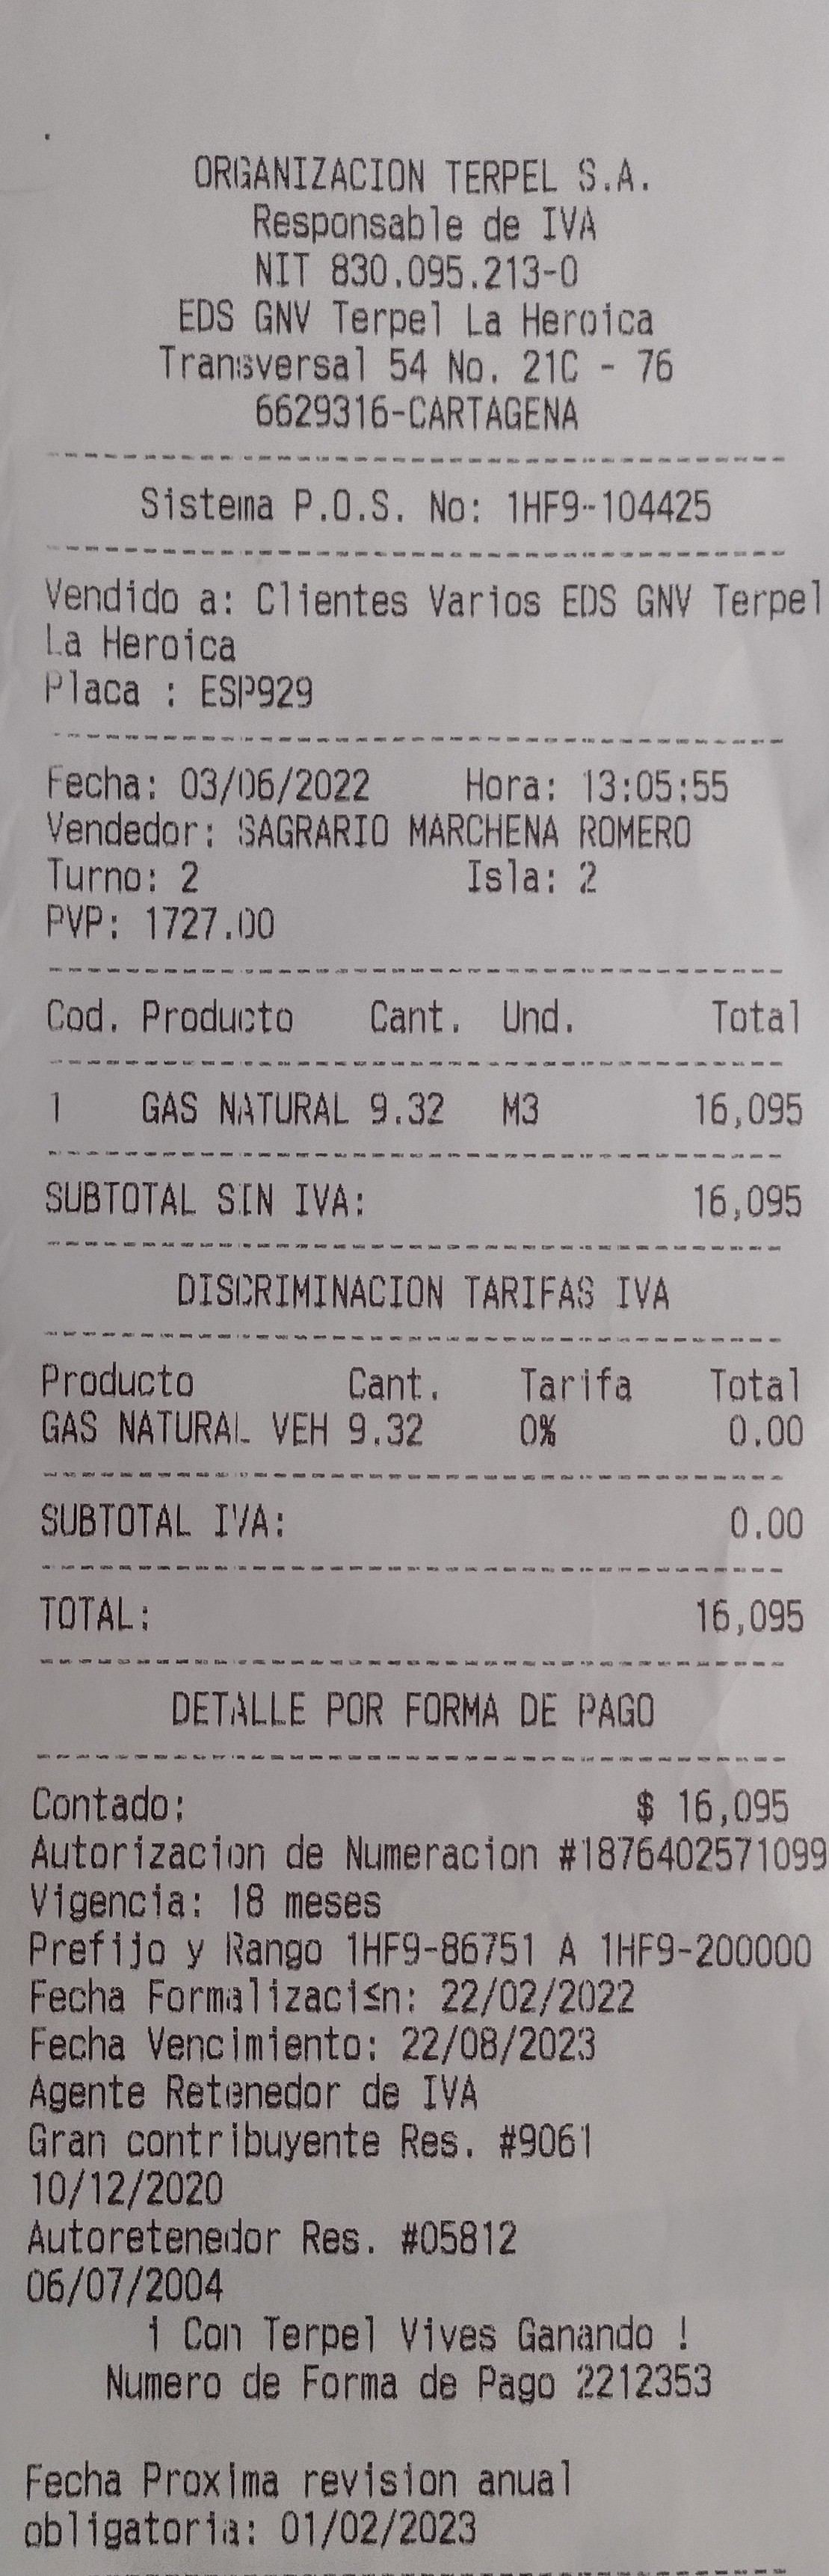 ORGANIZACION TERPEL S.A.
Responsable de IVA
NIT 830.095.213-0
EDS GNV Terpel La Heroica
Transversal 54 No. 21C - 76
6629316-CARTAGENA
Sistema P.O.S. No: 1HF9-104425
Vendido a: Clientes Varios EDS GNV Terpel
La Heroica
Placa : ESP929
Fecha: 03/06/2022 Hora: 13:05:55
Vendedor: SAGRARIO MARCHENA ROMERO
Turno: 2 Isla: 2
PVP: 1727.00
Cod. Producto Cant. Und. Total
1 GAS NATURAL 9.32 M3 16,095
SUBTOTAL SIN IVA: 16,095
DISCRIMINACION TARIFAS IVA
Producto Cant. Tarifa Total
GAS NATURAL VEH 9.32 0% 0.00
SUBTOTAL IVA: 0.00
TOTAL: 16,095
DETALLE POR FORMA DE PAGO
Contado: $ 16,095
Autorizacion de Numeracion #1876402571099
Vigencia: 18 meses
Prefijo y Rango 1HF9-86751 A 1HF9-200000
Fecha Formalizaci≤n: 22/02/2022
Fecha Vencimiento: 22/08/2023
Agente Retenedor de IVA
Gran contribuyente Res. #9061
10/12/2020
Autoretenedor Res. #05812
06/07/2004
¡ Con Terpel Vives Ganando !
Numero de Forma de Pago 2212353
Fecha Proxima revision anual
obligatoria: 01/02/2023